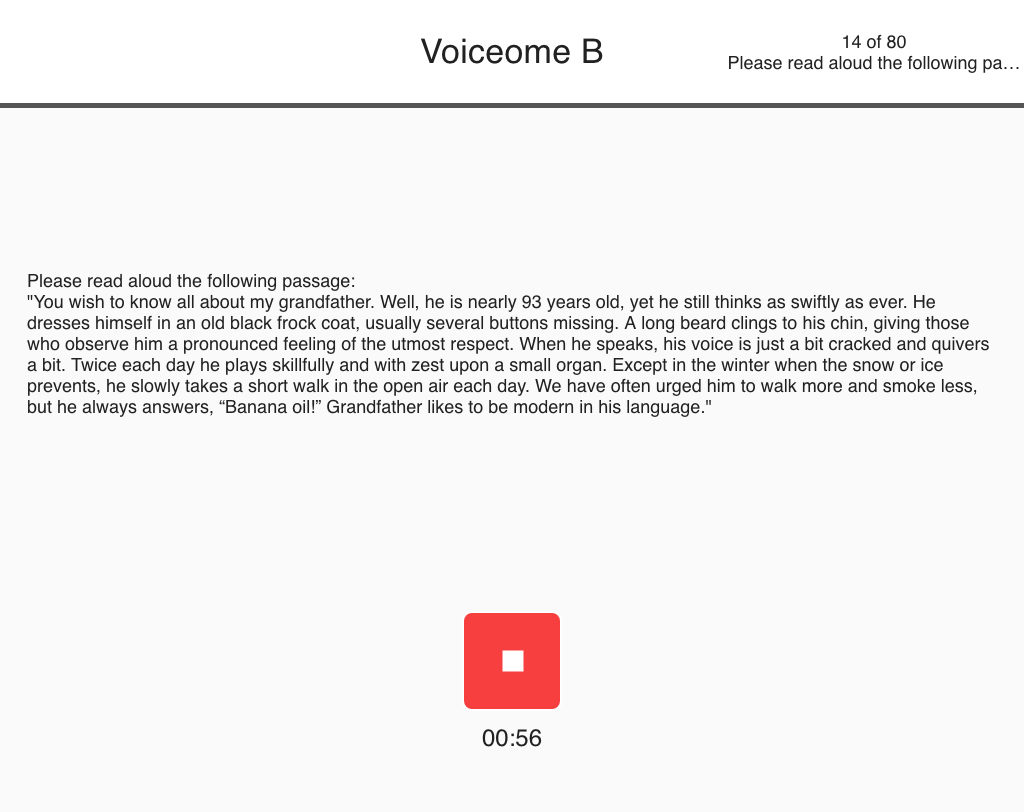 Voiceome B
14 of 80
Please read aloud the following pa…
Please read aloud the following passage:
"You wish to know all about my grandfather. Well, he is nearly 93 years old, yet he still thinks as swiftly as ever. He
dresses himself in an old black frock coat, usually several buttons missing. A long beard clings to his chin, giving those
who observe him a pronounced feeling of the utmost respect. When he speaks, his voice is just a bit cracked and quivers
a bit. Twice each day he plays skillfully and with zest upon a small organ. Except in the winter when the snow or ice
prevents, he slowly takes a short walk in the open air each day. We have often urged him to walk more and smoke less,
but he always answers, “Banana oil!” Grandfather likes to be modern in his language."
00:56